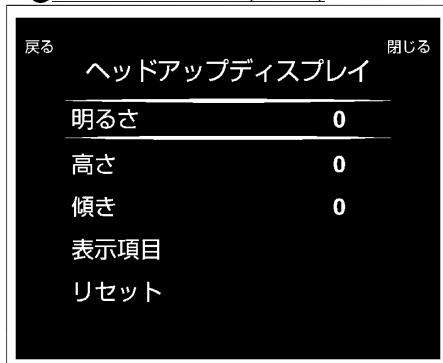 戻る
閉じる
ヘッドアップディスプレイ
明るさ 0
高さ 0
傾き 0
表示項目
リセット